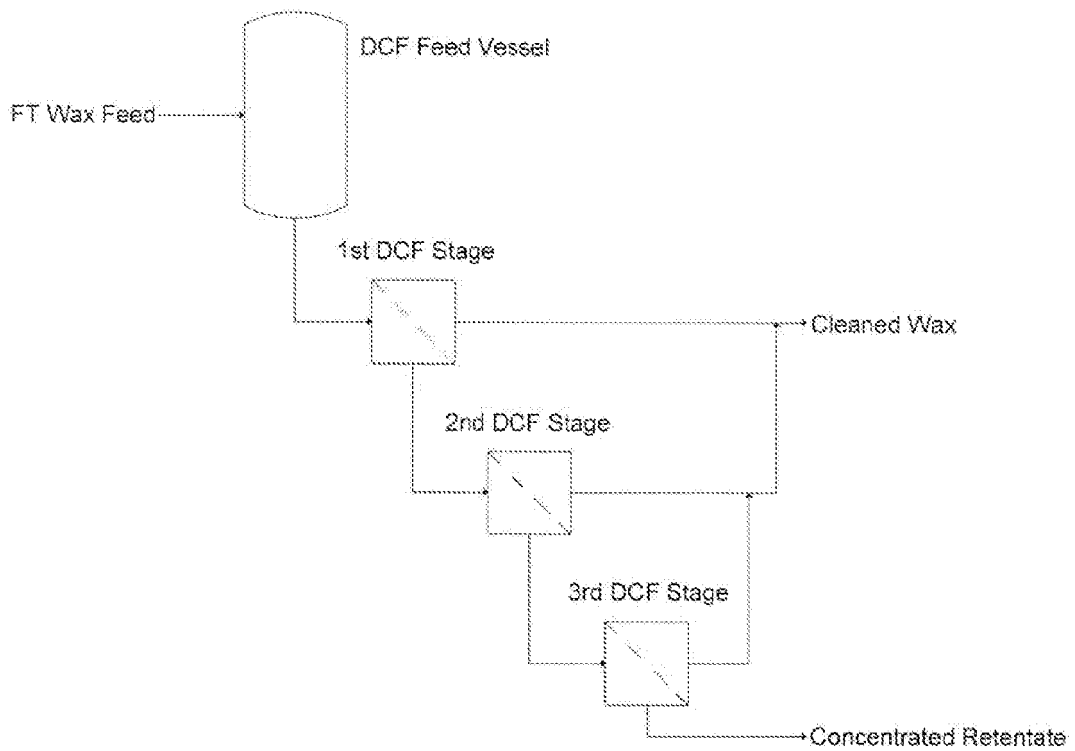 DCF Feed Vessel
FT Wax Feed
1st DCF Stage
Cleaned Wax
2nd DCF Stage
3rd DCF Stage
Concentrated Retentate